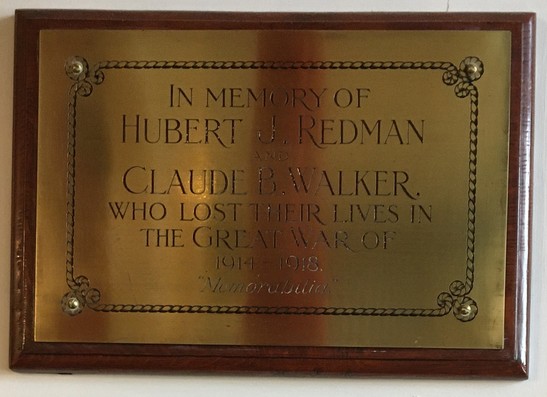 IN MEMORY OF
HUBERT J. REDMAN
AND
CLAUDE B. WALKER.
WHO LOST THEIR LIVES IN
THE GREAT WAR OF
1914-1918.
"Memorabilia"